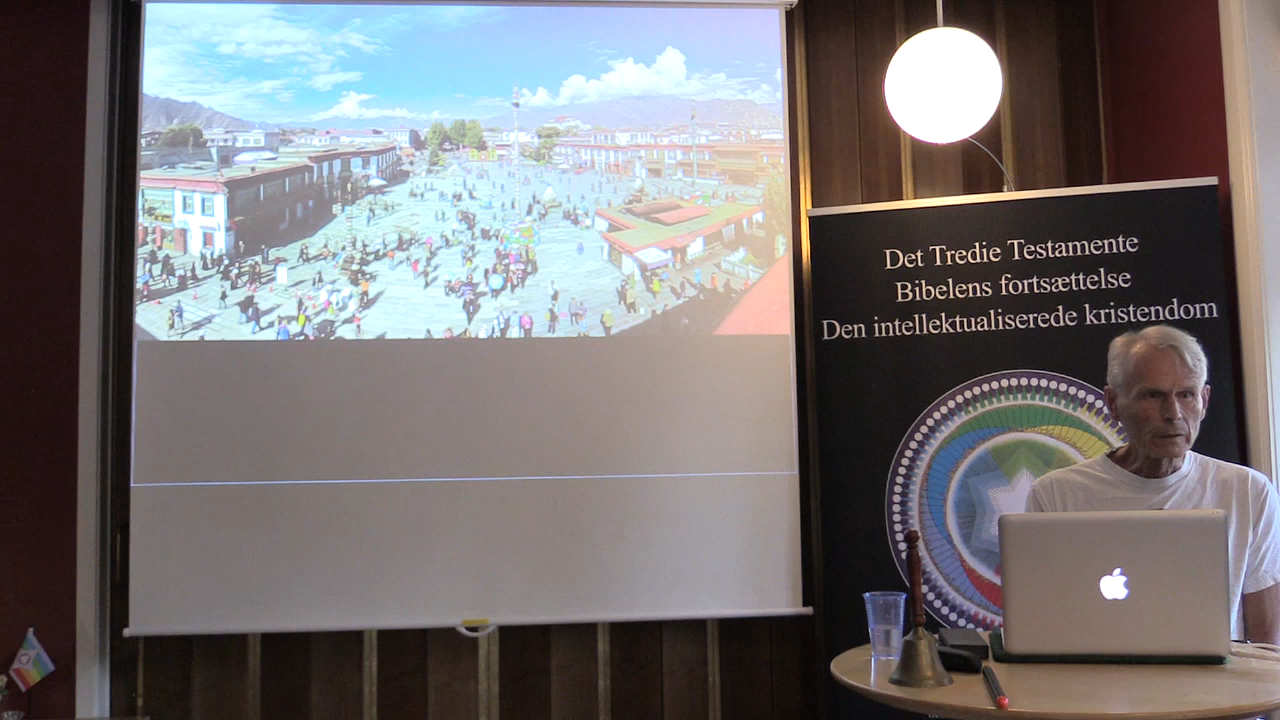 Det Tredie Testamente
Bibelens fortsættelse
Den intellektualiserede kristendom